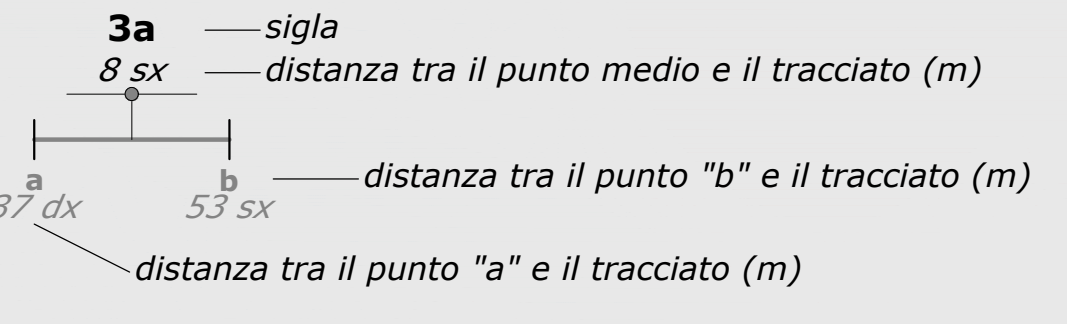 3a sigla
8 sx distanza tra il punto medio e il tracciato (m)
a b distanza tra il punto "b" e il tracciato (m)
dx 53 sx
distanza tra il punto "a" e il tracciato (m)